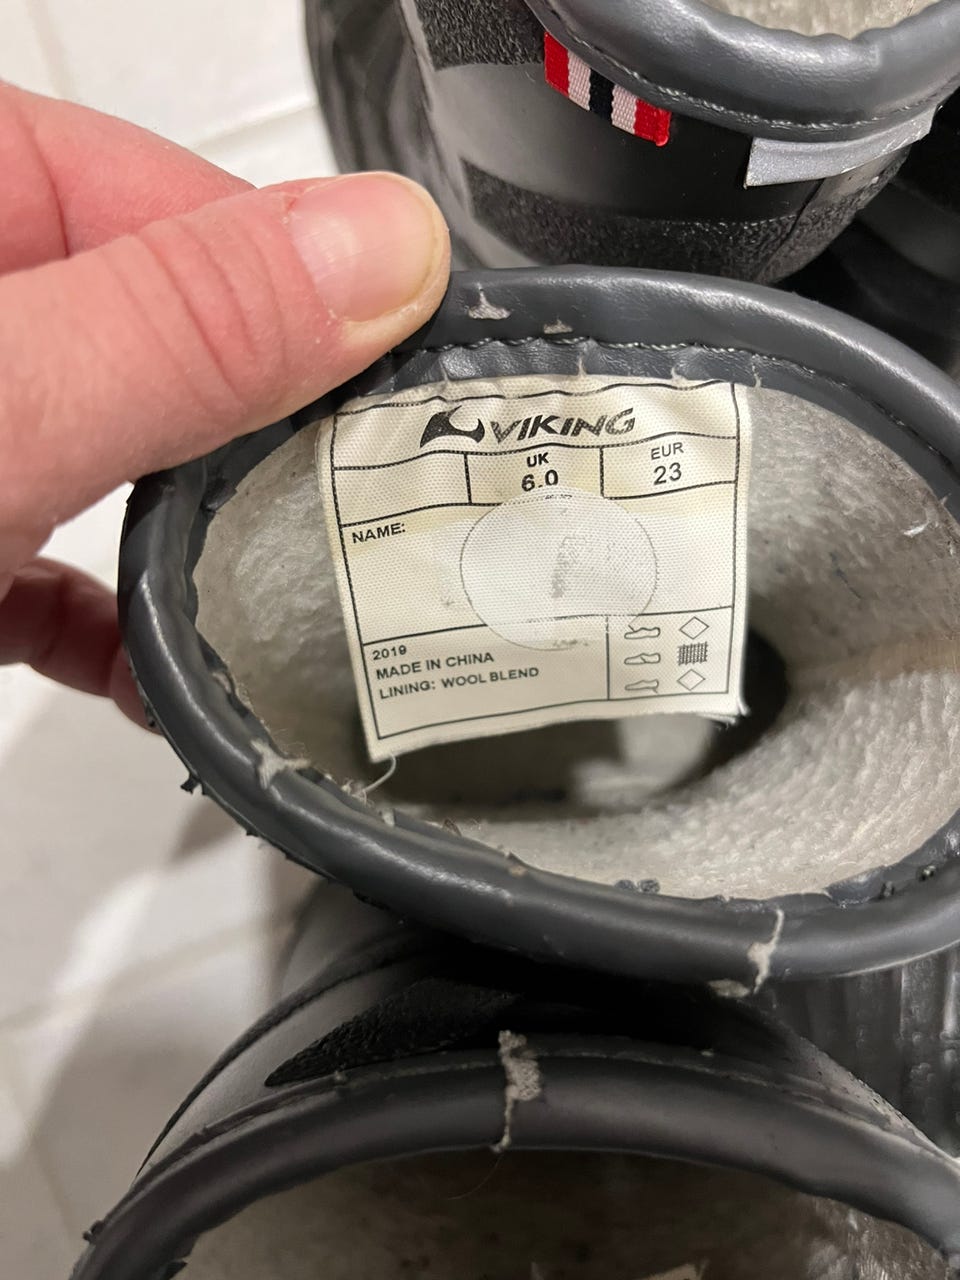 VIKING
UK
6.0
EUR
23
NAME:
2019
MADE IN CHINA
LINING: WOOL BLEND